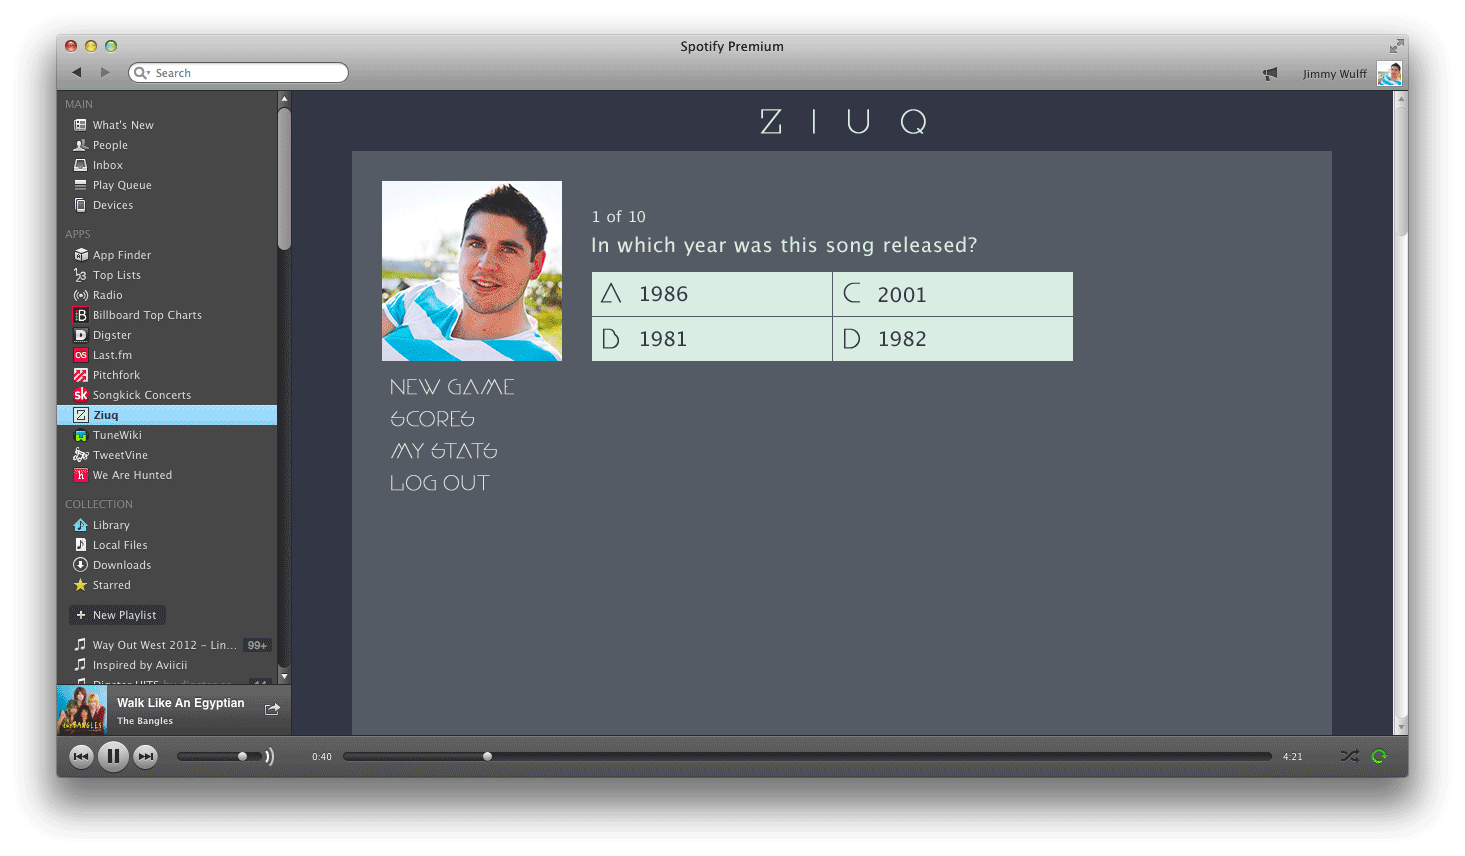 Spotify Premium
Search
Jimmy Wulff
MAIN
What's New
People
Inbox
Play Queue
Devices
APPS
App Finder
Top Lists
Radio
Billboard Top Charts
Digster
Last.fm
Pitchfork
Songkick Concerts
Ziuq
TuneWiki
TweetVine
We Are Hunted
COLLECTION
Library
Local Files
Downloads
Starred
+ New Playlist
Way Out West 2012 – Lin... 99+
Inspired by Aviicii
Digster HITS
Walk Like An Egyptian
The Bangles
ZIUQ
1 of 10
In which year was this song released?
A 1986
C 2001
B 1981
D 1982
NEW GAME
SCORES
MY STATS
LOG OUT
0:40
4:21